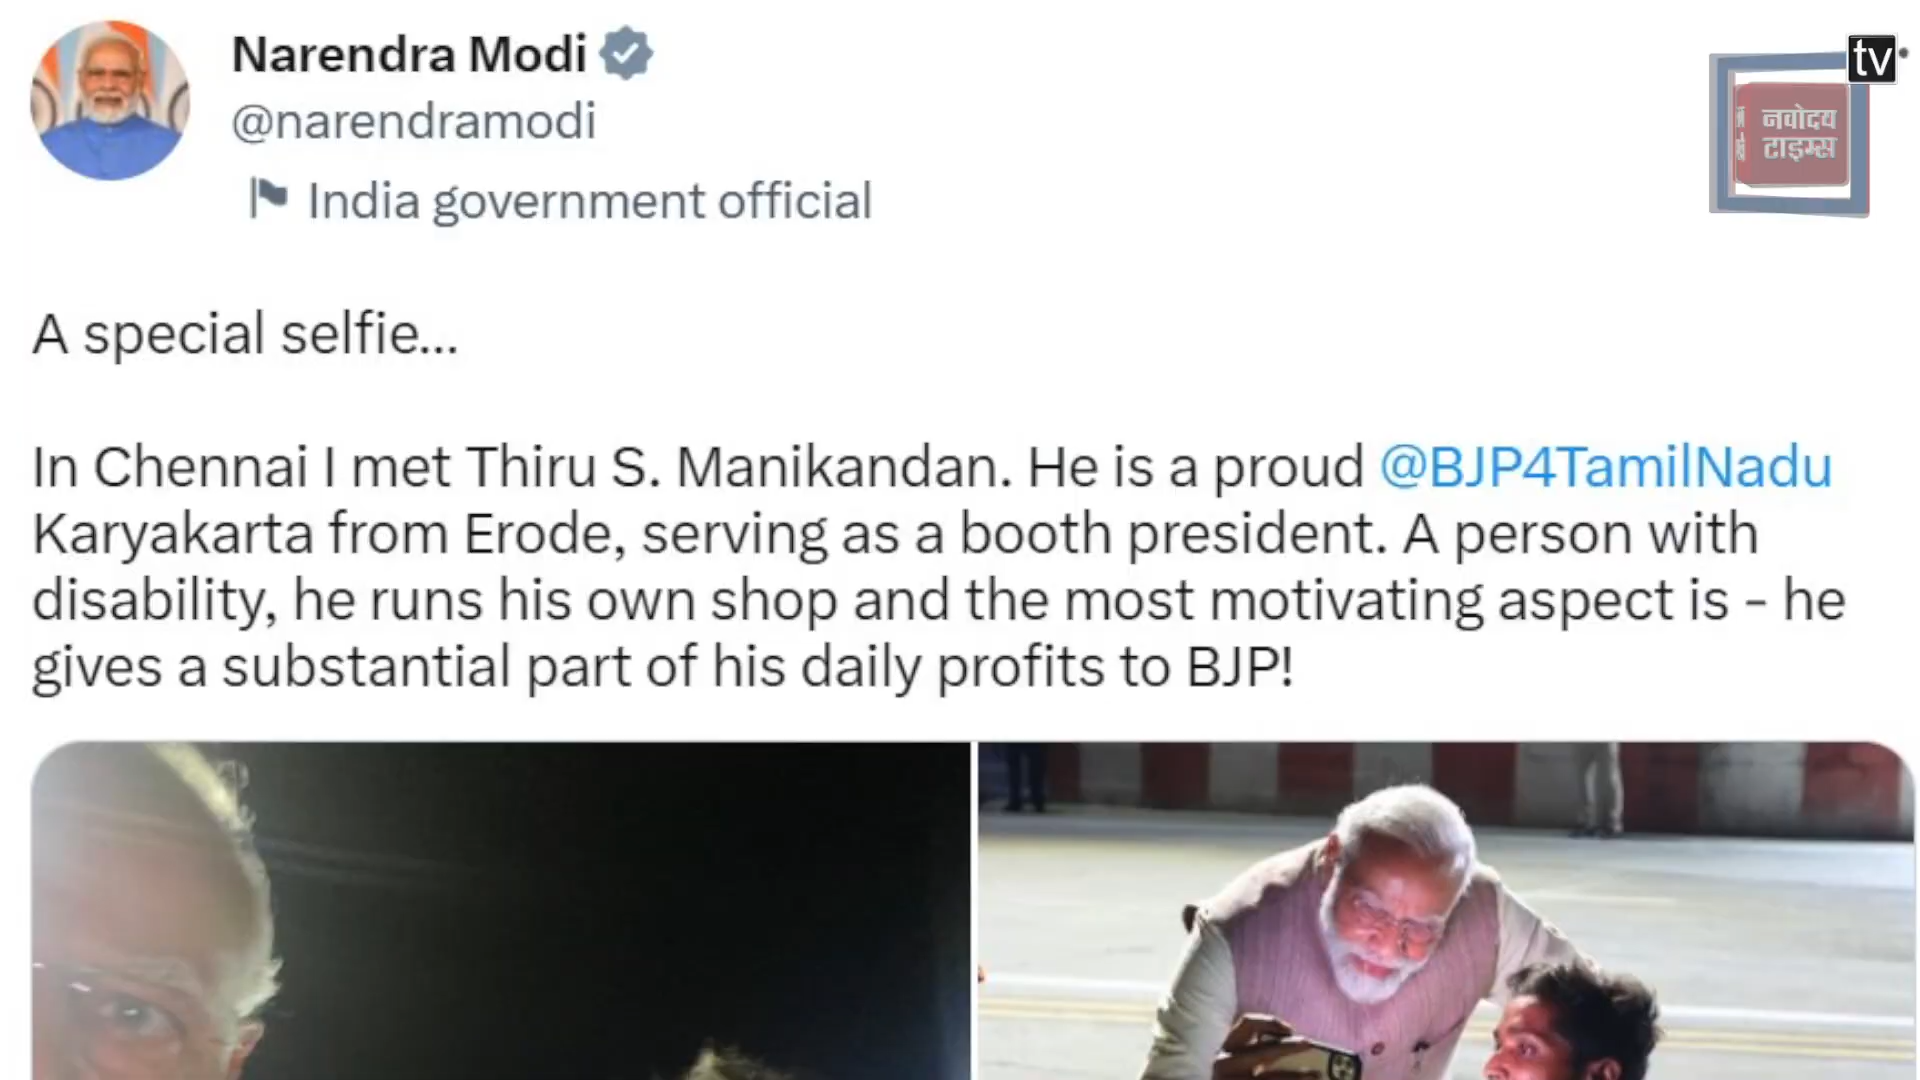 Narendra Modi
@narendramodi
India government official
tv
नवोदय
टाइम्स
A special selfie...
In Chennai I met Thiru S. Manikandan. He is a proud @BJP4TamilNadu
Karyakarta from Erode, serving as a booth president. A person with
disability, he runs his own shop and the most motivating aspect is – he
gives a substantial part of his daily profits to BJP!